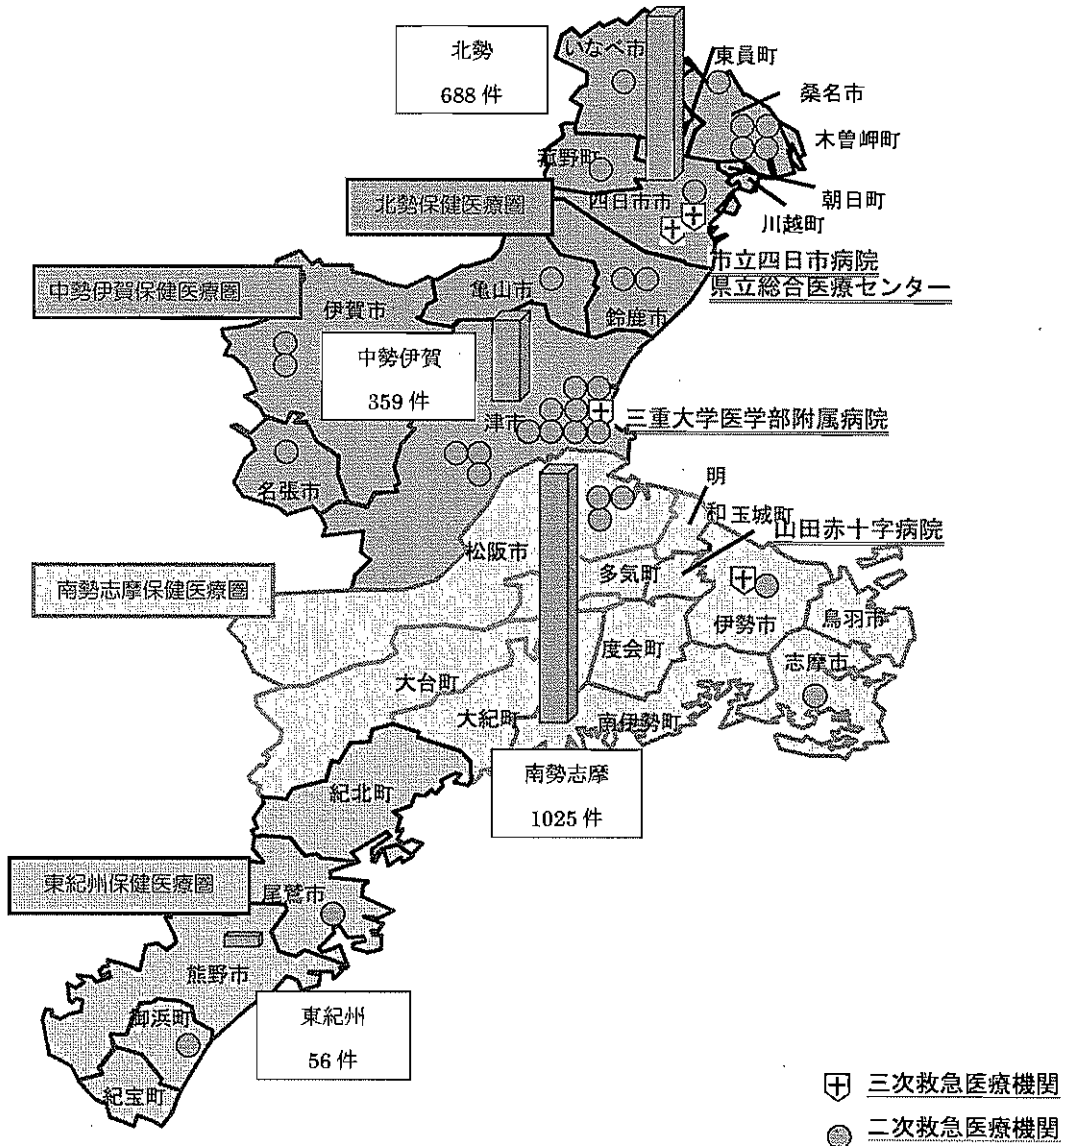 北勢
688 件
いなべ市
東員町
桑名市
木曽岬町
菰野町
朝日町
川越町
四日市市
北勢保健医療圏
市立四日市病院
県立総合医療センター
中勢伊賀保健医療圏
亀山市
鈴鹿市
伊賀市
中勢伊賀
359 件
津市
三重大学医学部附属病院
名張市
明
和
玉城町
山田赤十字病院
松阪市
多気町
南勢志摩保健医療圏
伊勢市
鳥羽市
度会町
志摩市
大台町
大紀町
南伊勢町
南勢志摩
1025 件
紀北町
東紀州保健医療圏
尾鷲市
熊野市
東紀州
56 件
御浜町
紀宝町
三次救急医療機関
二次救急医療機関